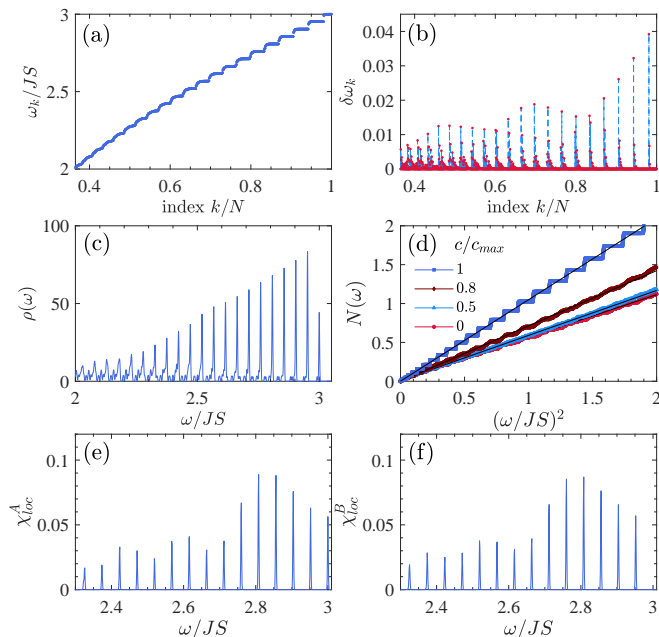 (a)
3
2.5
2
ω_k/JS
0.4 0.6 0.8 1
index k/N
(b)
0.04
0.03
0.02
0.01
0
δω_k
0.4 0.6 0.8 1
index k/N
(c)
100
50
0
ρ(ω)
2 2.5 3
ω/JS
(d)
c/c_max
1
0.8
0.5
0
2
1.5
1
0.5
0
N(ω)
0 0.5 1 1.5 2
(ω/JS)^2
(e)
0.1
0.05
0
χ^A_loc
2.4 2.6 2.8 3
ω/JS
(f)
0.1
0.05
0
χ^B_loc
2.4 2.6 2.8 3
ω/JS